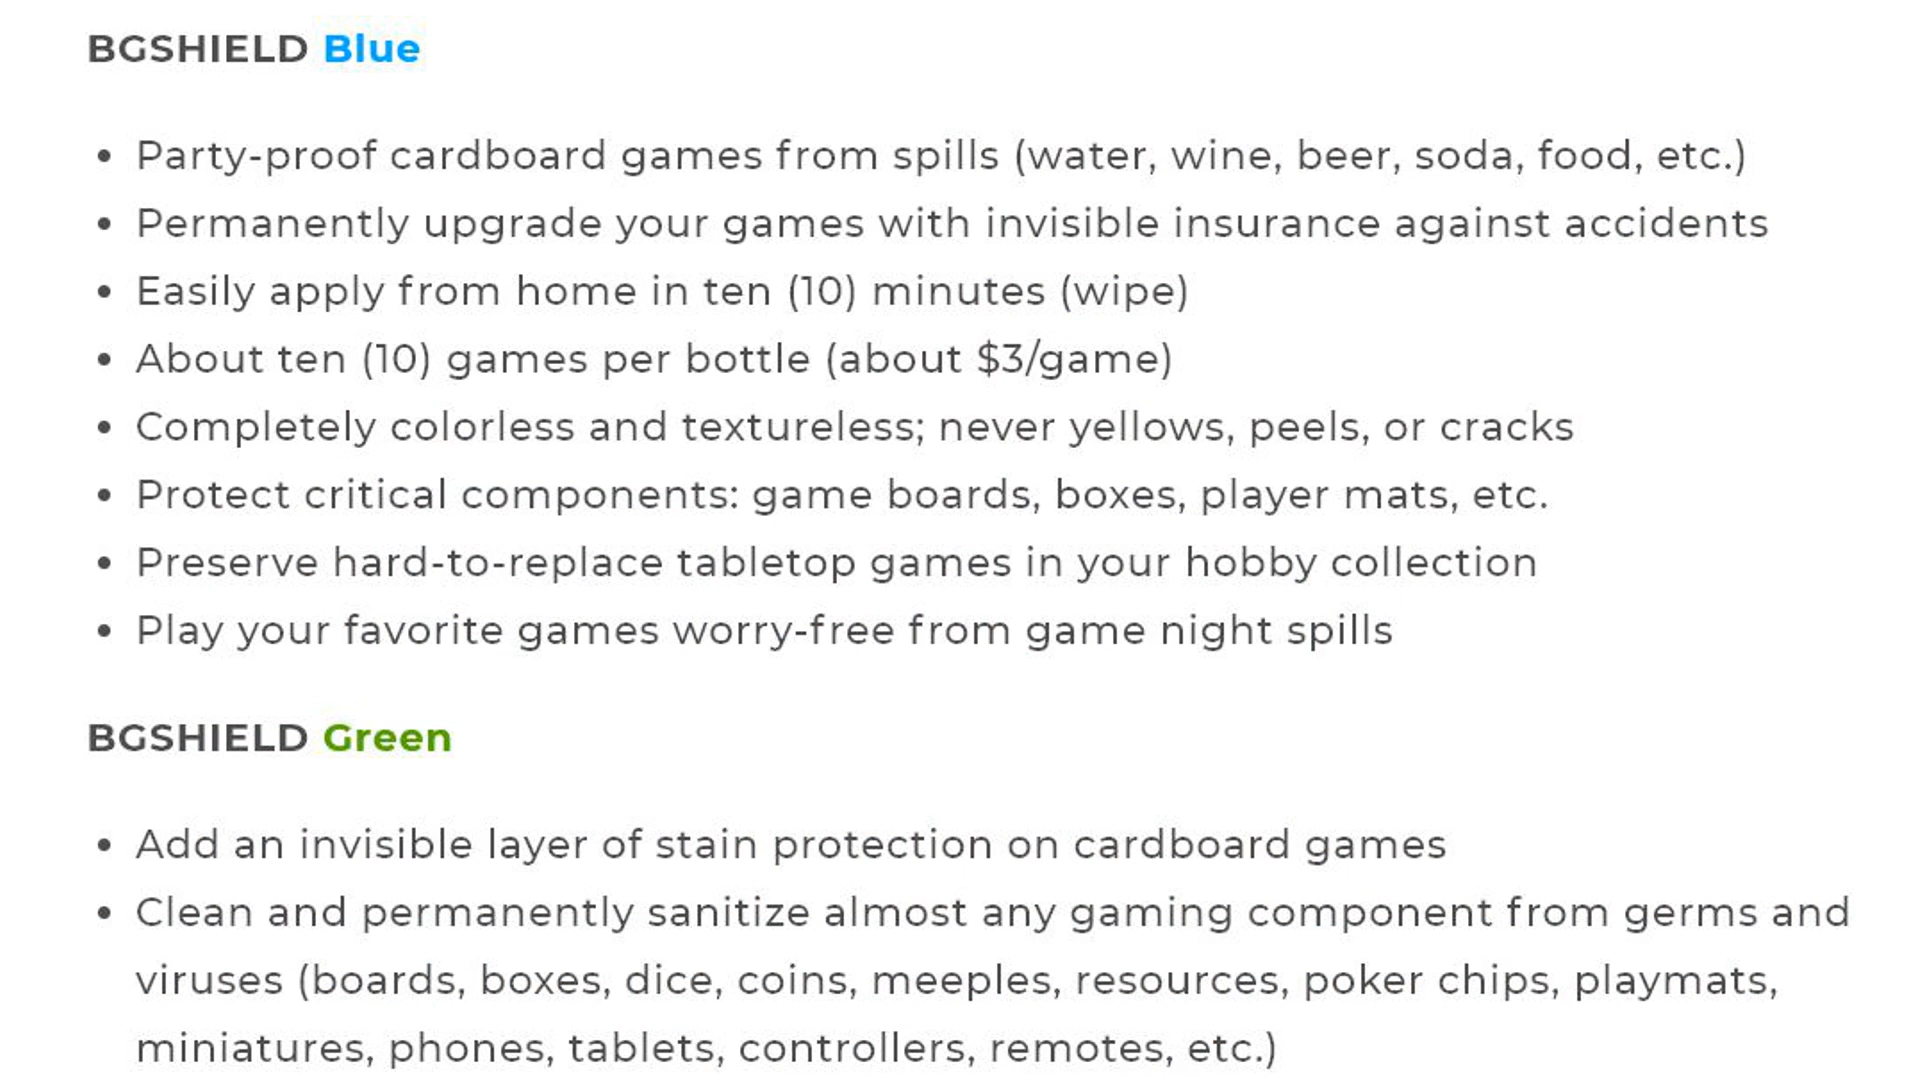 BGSHIELD Blue
• Party-proof cardboard games from spills (water, wine, beer, soda, food, etc.)
• Permanently upgrade your games with invisible insurance against accidents
• Easily apply from home in ten (10) minutes (wipe)
• About ten (10) games per bottle (about $3/game)
• Completely colorless and textureless; never yellows, peels, or cracks
• Protect critical components: game boards, boxes, player mats, etc.
• Preserve hard-to-replace tabletop games in your hobby collection
• Play your favorite games worry-free from game night spills
BGSHIELD Green
• Add an invisible layer of stain protection on cardboard games
• Clean and permanently sanitize almost any gaming component from germs and
viruses (boards, boxes, dice, coins, meeples, resources, poker chips, playmats,
miniatures, phones, tablets, controllers, remotes, etc.)